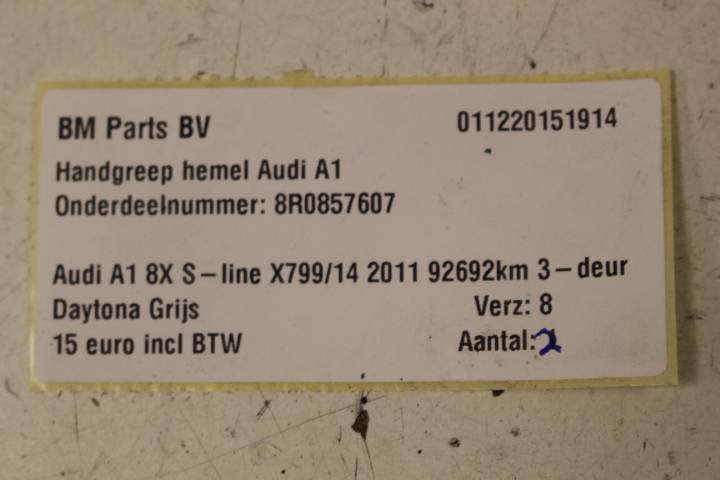 BM Parts BV 011220151914
Handgreep hemel Audi A1
Onderdeelnummer: 8R0857607
Audi A1 8X S-line X799/14 2011 92692km 3-deur
Daytona Grijs Verz: 8
15 euro incl BTW Aantal: 2